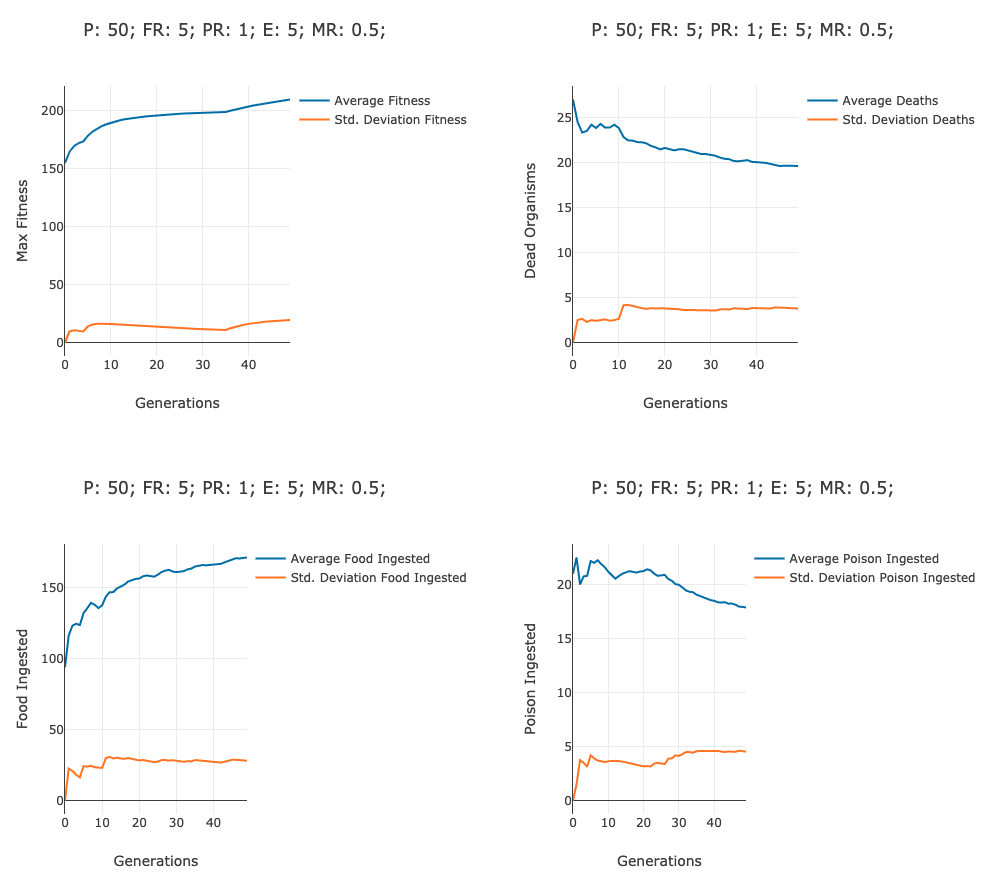 P: 50; FR: 5; PR: 1; E: 5; MR: 0.5;
200
150
100
50
0
0 10 20 30 40
Max Fitness
Generations
Average Fitness
Std. Deviation Fitness
P: 50; FR: 5; PR: 1; E: 5; MR: 0.5;
25
20
15
10
5
0
0 10 20 30 40
Dead Organisms
Generations
Average Deaths
Std. Deviation Deaths
P: 50; FR: 5; PR: 1; E: 5; MR: 0.5;
150
100
50
0
0 10 20 30 40
Food Ingested
Generations
Average Food Ingested
Std. Deviation Food Ingested
P: 50; FR: 5; PR: 1; E: 5; MR: 0.5;
20
15
10
5
0
0 10 20 30 40
Poison Ingested
Generations
Average Poison Ingested
Std. Deviation Poison Ingested